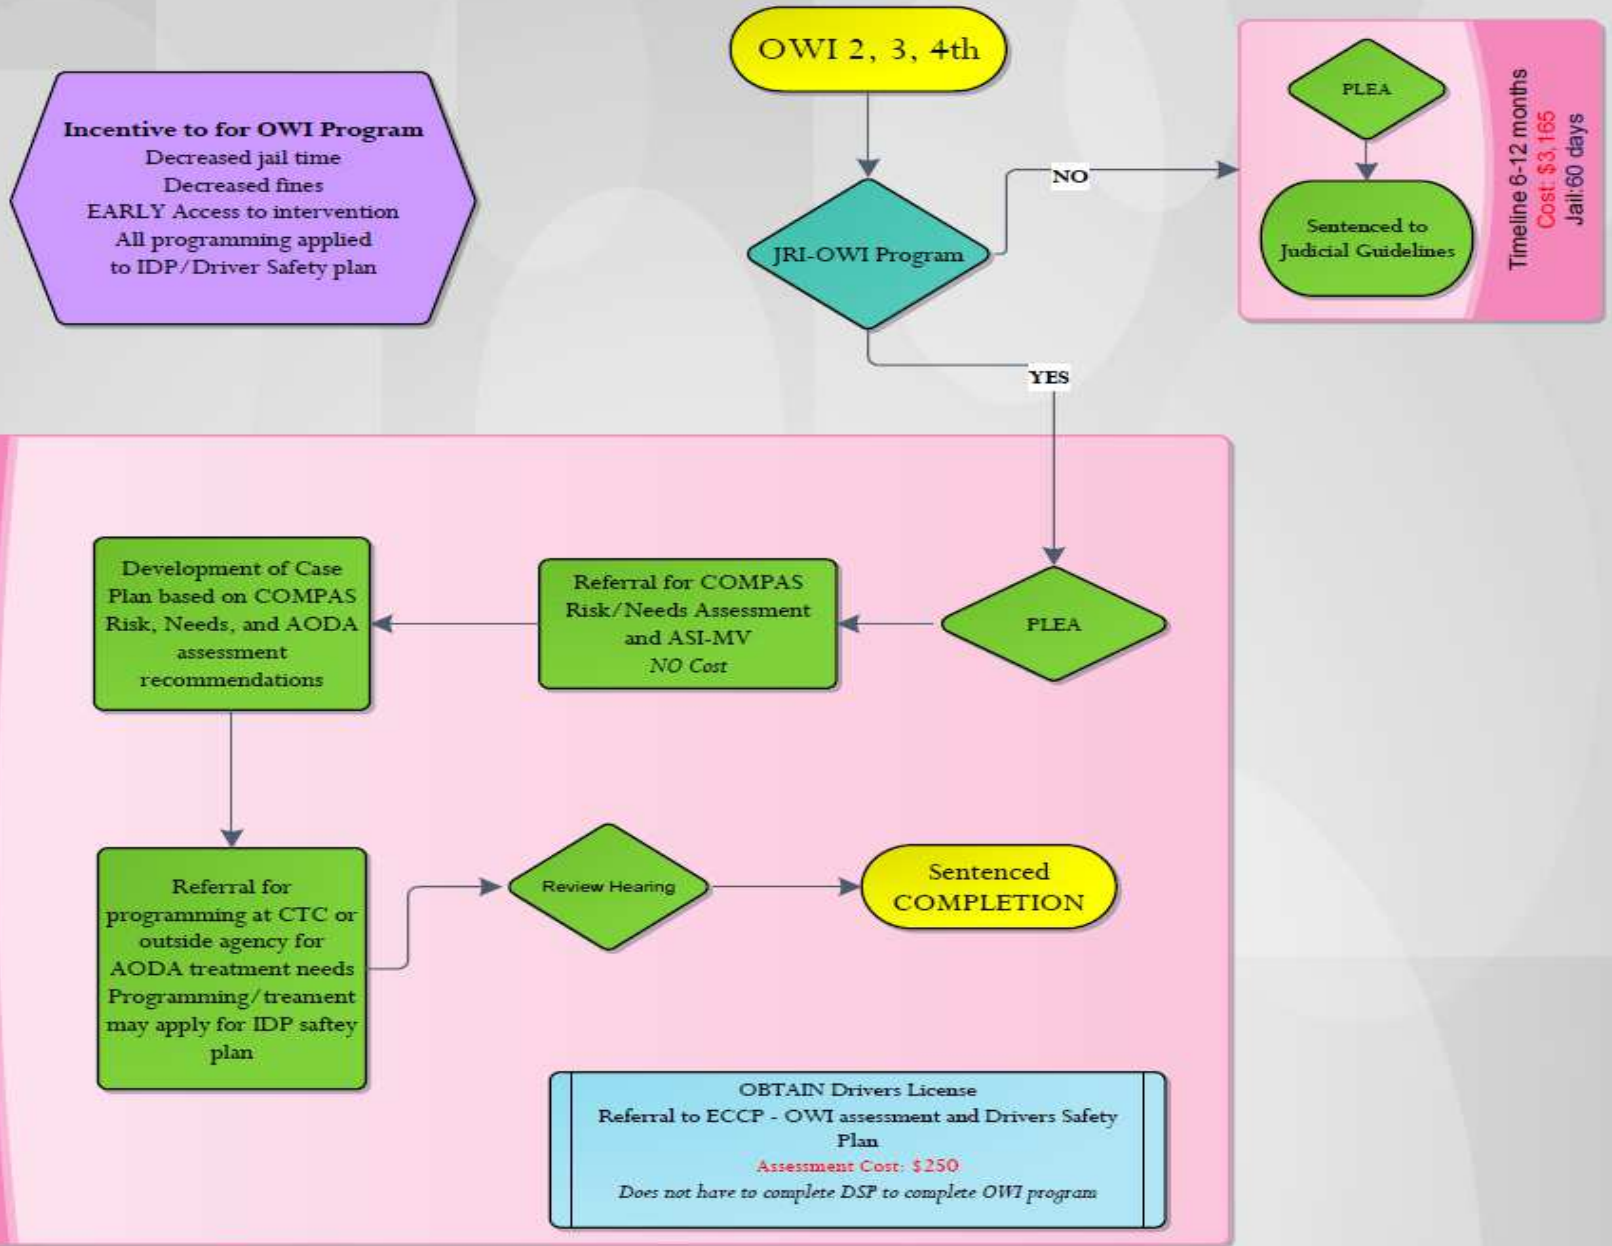 OWI 2, 3, 4th
Incentive to for OWI Program
Decreased jail time
Decreased fines
EARLY Access to intervention
All programming applied
to IDP/Driver Safety plan
JRI-OWI Program
NO
PLEA
Sentenced to
Judicial Guidelines
Timeline 6-12 months
Cost: $3,165
Jail:60 days
YES
PLEA
Referral for COMPAS
Risk/Needs Assessment
and ASI-MV
NO Cost
Development of Case
Plan based on COMPAS
Risk, Needs, and AODA
assessment
recommendations
Referral for
programming at CTC or
outside agency for
AODA treatment needs
Programming/treament
may apply for IDP saftey
plan
Review Hearing
Sentenced
COMPLETION
OBTAIN Drivers License
Referral to ECCP - OWI assessment and Drivers Safety
Plan
Assessment Cost: $250
Does not have to complete DSP to complete OWI program